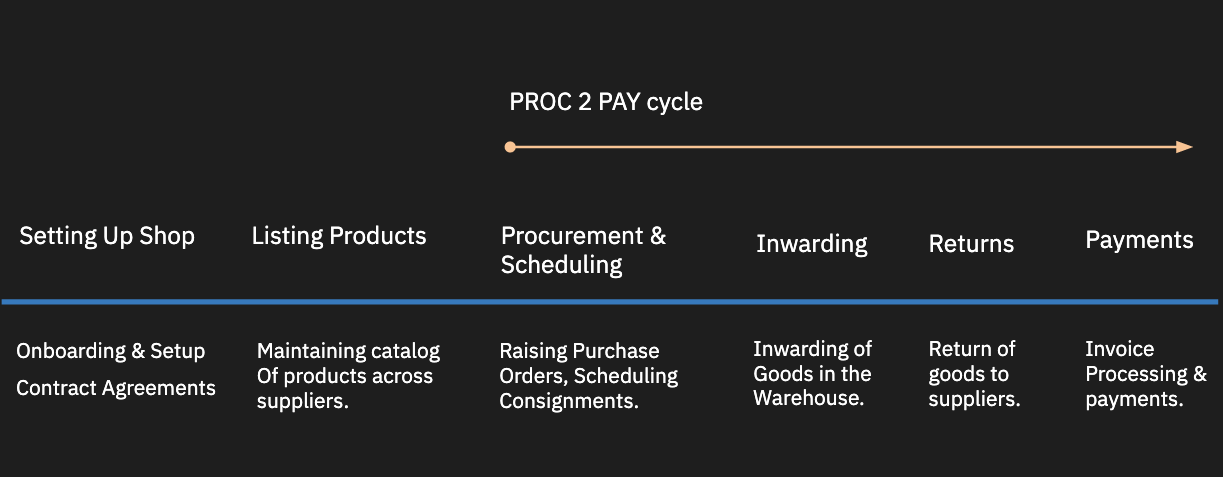 PROC 2 PAY cycle
Setting Up Shop
Listing Products
Procurement &
Scheduling
Inwarding
Returns
Payments
Onboarding & Setup
Contract Agreements
Maintaining catalog
Of products across
suppliers.
Raising Purchase
Orders, Scheduling
Consignments.
Inwarding of
Goods in the
Warehouse.
Return of
goods to
suppliers.
Invoice
Processing &
payments.